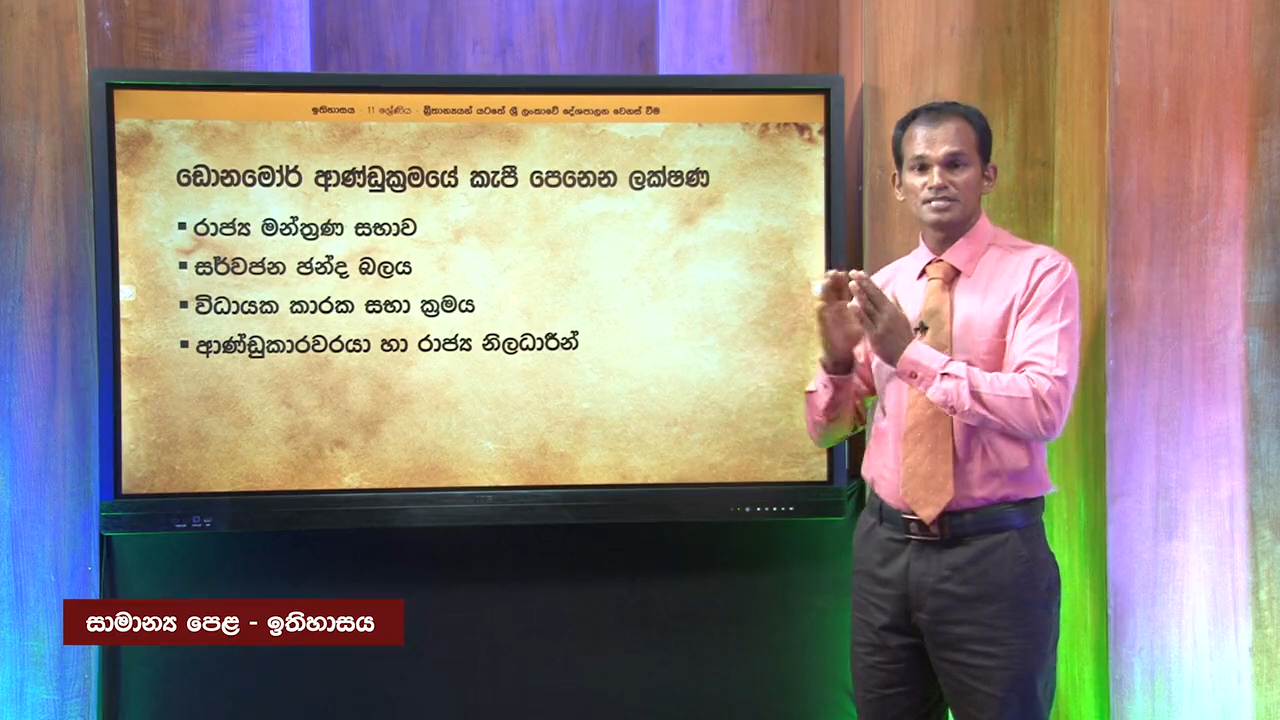 ඉතිහාසය - 11 ශ්‍රේණිය - බ්‍රිතාන්‍යයන් යටතේ ශ්‍රී ලංකාවේ දේශපාලන වෙනස් වීම්
ඩොනමෝර් ආණ්ඩුක්‍රමයේ කැපී පෙනෙන ලක්ෂණ
▪ රාජ්‍ය මන්ත්‍රණ සභාව
▪ සර්වජන ඡන්ද බලය
▪ විධායක කාරක සභා ක්‍රමය
▪ ආණ්ඩුකාරවරයා හා රාජ්‍ය නිලධාරීන්
සාමාන්‍ය පෙළ - ඉතිහාසය